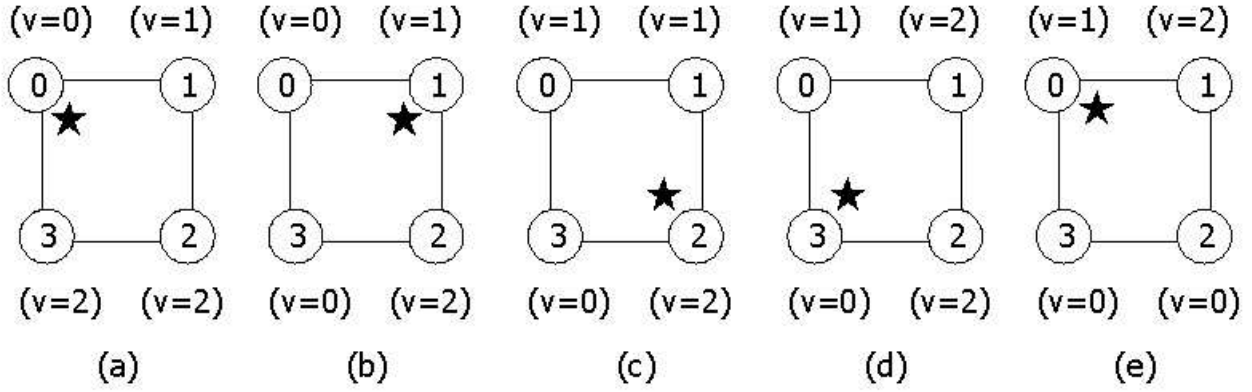 (v=0) (v=1) (v=0) (v=1) (v=1) (v=1) (v=1) (v=2) (v=1) (v=2)
0 1 0 1 0 1 0 1 0 1
3 2 3 2 3 2 3 2 3 2
(v=2) (v=2) (v=0) (v=2) (v=0) (v=2) (v=0) (v=2) (v=0) (v=0)
(a) (b) (c) (d) (e)